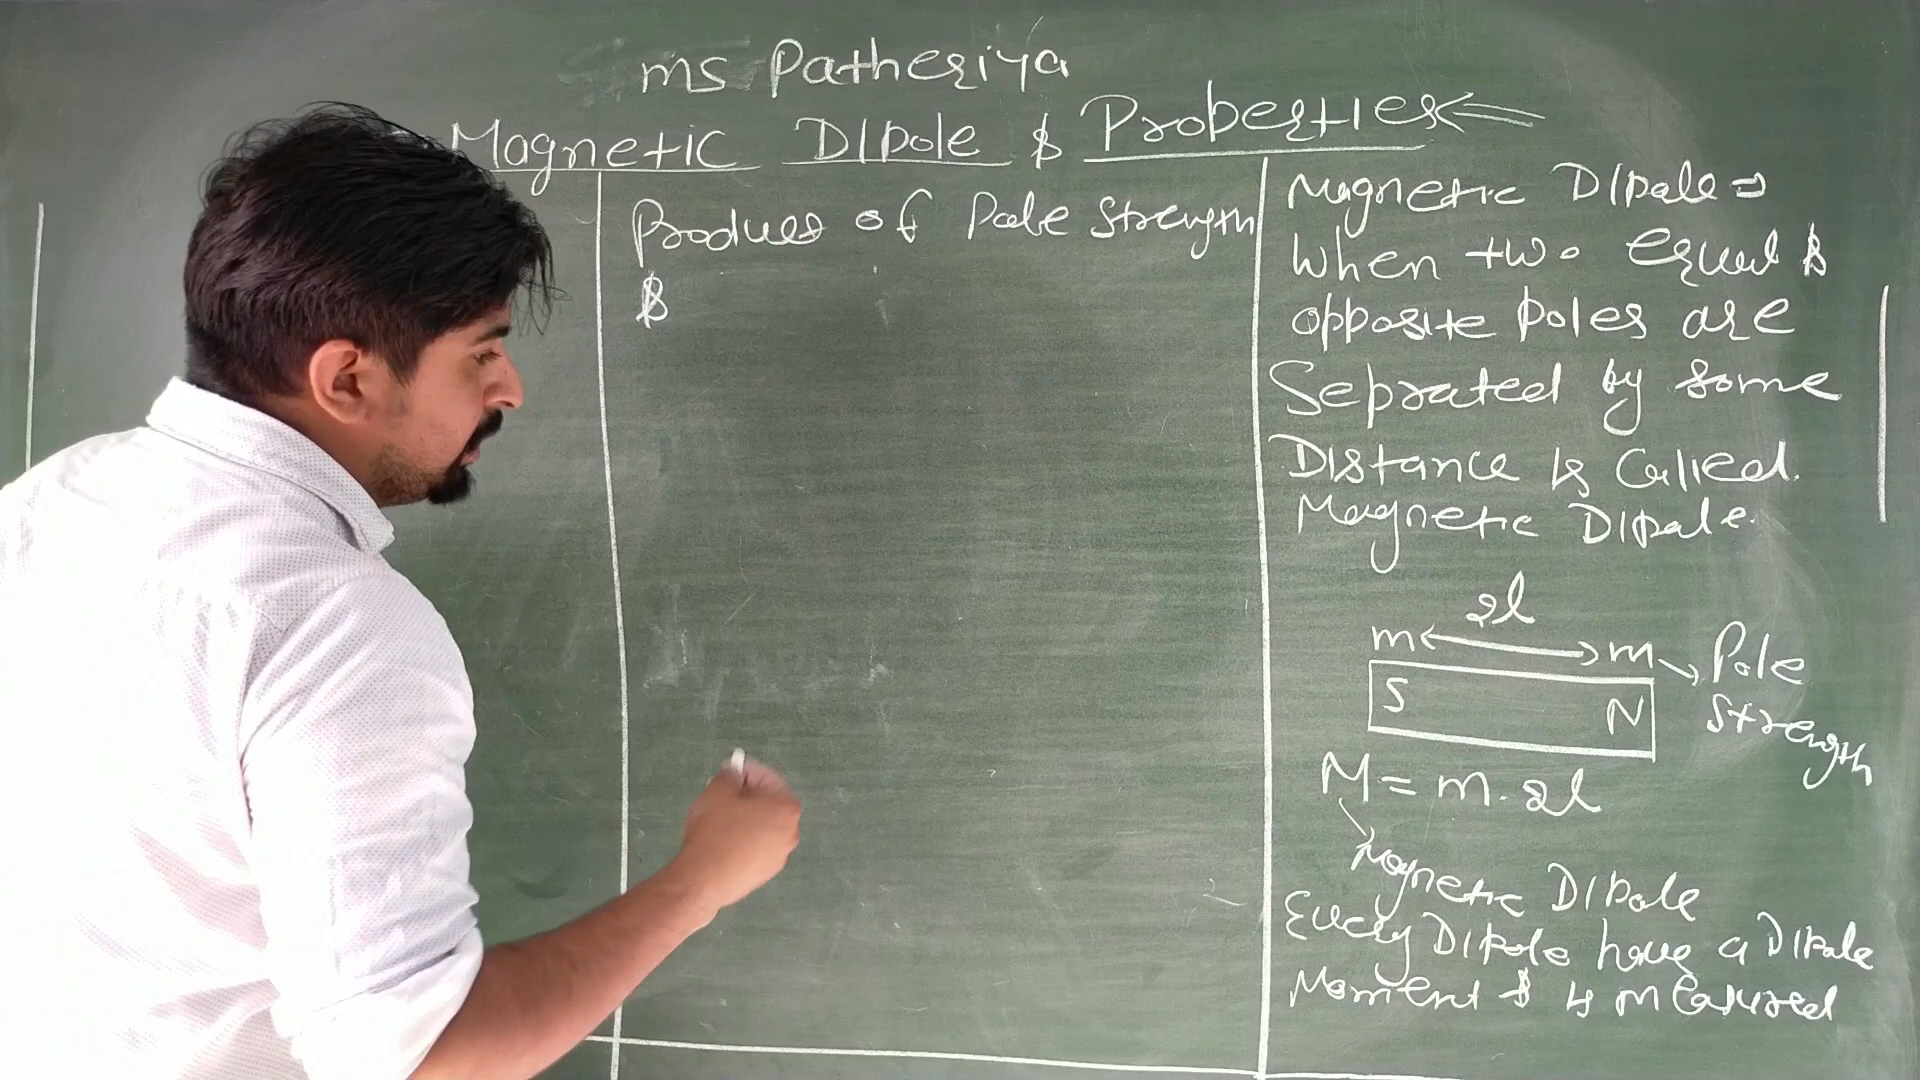 ms Patheriya
Magnetic Dipole & Properties
Product of Pole Strength
&
Magnetic Dipole ⇒
When two equal &
opposite poles are
Seprated by some
Distance is Called.
Magnetic Dipole.
2l
m m Pole
Strength
S N
M = m. 2l
Magnetic Dipole
Every Dipole have a Dipole
Moment & is measured